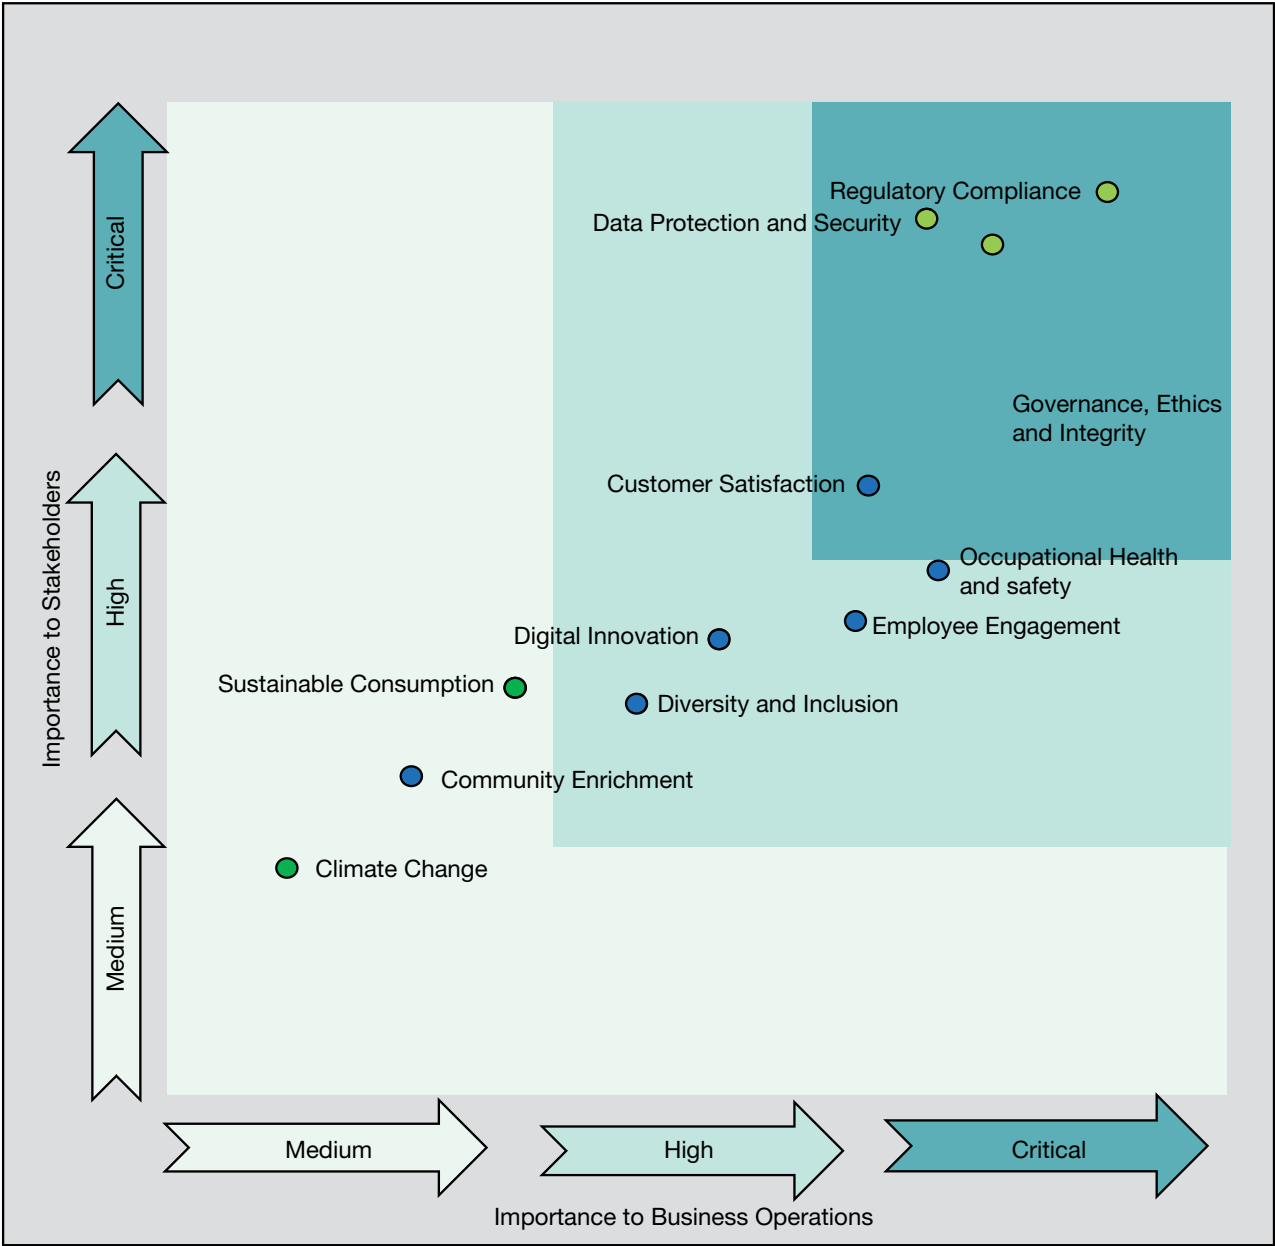 Regulatory Compliance
Data Protection and Security
Critical
Governance, Ethics
and Integrity
Customer Satisfaction
Importance to Stakeholders
High
Occupational Health
and safety
Employee Engagement
Digital Innovation
Sustainable Consumption
Diversity and Inclusion
Community Enrichment
Climate Change
Medium
Medium
High
Critical
Importance to Business Operations